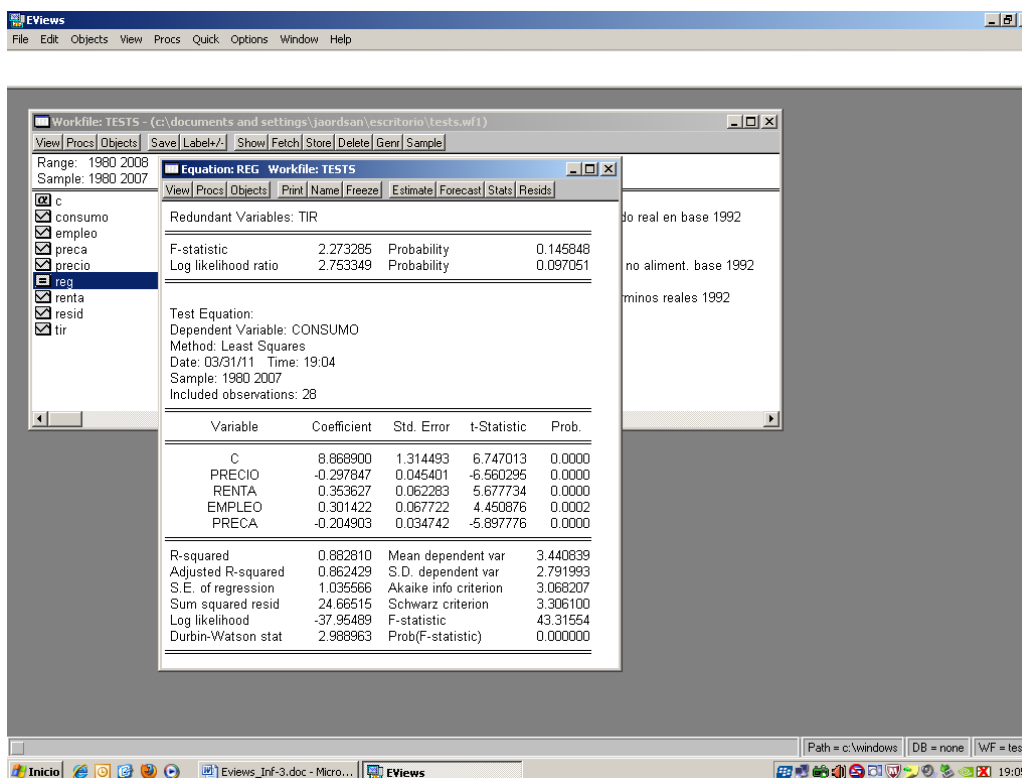 EViews
File Edit Objects View Procs Quick Options Window Help
Workfile: TESTS - (c:\documents and settings\jaordsan\escritorio\tests.wf1)
View Procs Objects Save Label+/- Show Fetch Store Delete Genr Sample
Range: 1980 2008
Sample: 1980 2007
c
consumo
empleo
preca
precio
reg
renta
resid
tir
do real en base 1992
no aliment. base 1992
minos reales 1992
Equation: REG Workfile: TESTS
View Procs Objects Print Name Freeze Estimate Forecast Stats Resids
Redundant Variables: TIR
F-statistic 2.273285 Probability 0.145848
Log likelihood ratio 2.753349 Probability 0.097051
Test Equation:
Dependent Variable: CONSUMO
Method: Least Squares
Date: 03/31/11 Time: 19:04
Sample: 1980 2007
Included observations: 28
Variable Coefficient Std. Error t-Statistic Prob.
C 8.868900 1.314493 6.747013 0.0000
PRECIO -0.297847 0.045401 -6.560295 0.0000
RENTA 0.353627 0.062283 5.677734 0.0000
EMPLEO 0.301422 0.067722 4.450876 0.0002
PRECA -0.204903 0.034742 -5.897776 0.0000
R-squared 0.882810 Mean dependent var 3.440839
Adjusted R-squared 0.862429 S.D. dependent var 2.791993
S.E. of regression 1.035566 Akaike info criterion 3.068207
Sum squared resid 24.66515 Schwarz criterion 3.306100
Log likelihood -37.95489 F-statistic 43.31554
Durbin-Watson stat 2.988963 Prob(F-statistic) 0.000000
Path = c:\windows DB = none WF = tes
Inicio Eviews_Inf-3.doc - Micro... EViews 19:0